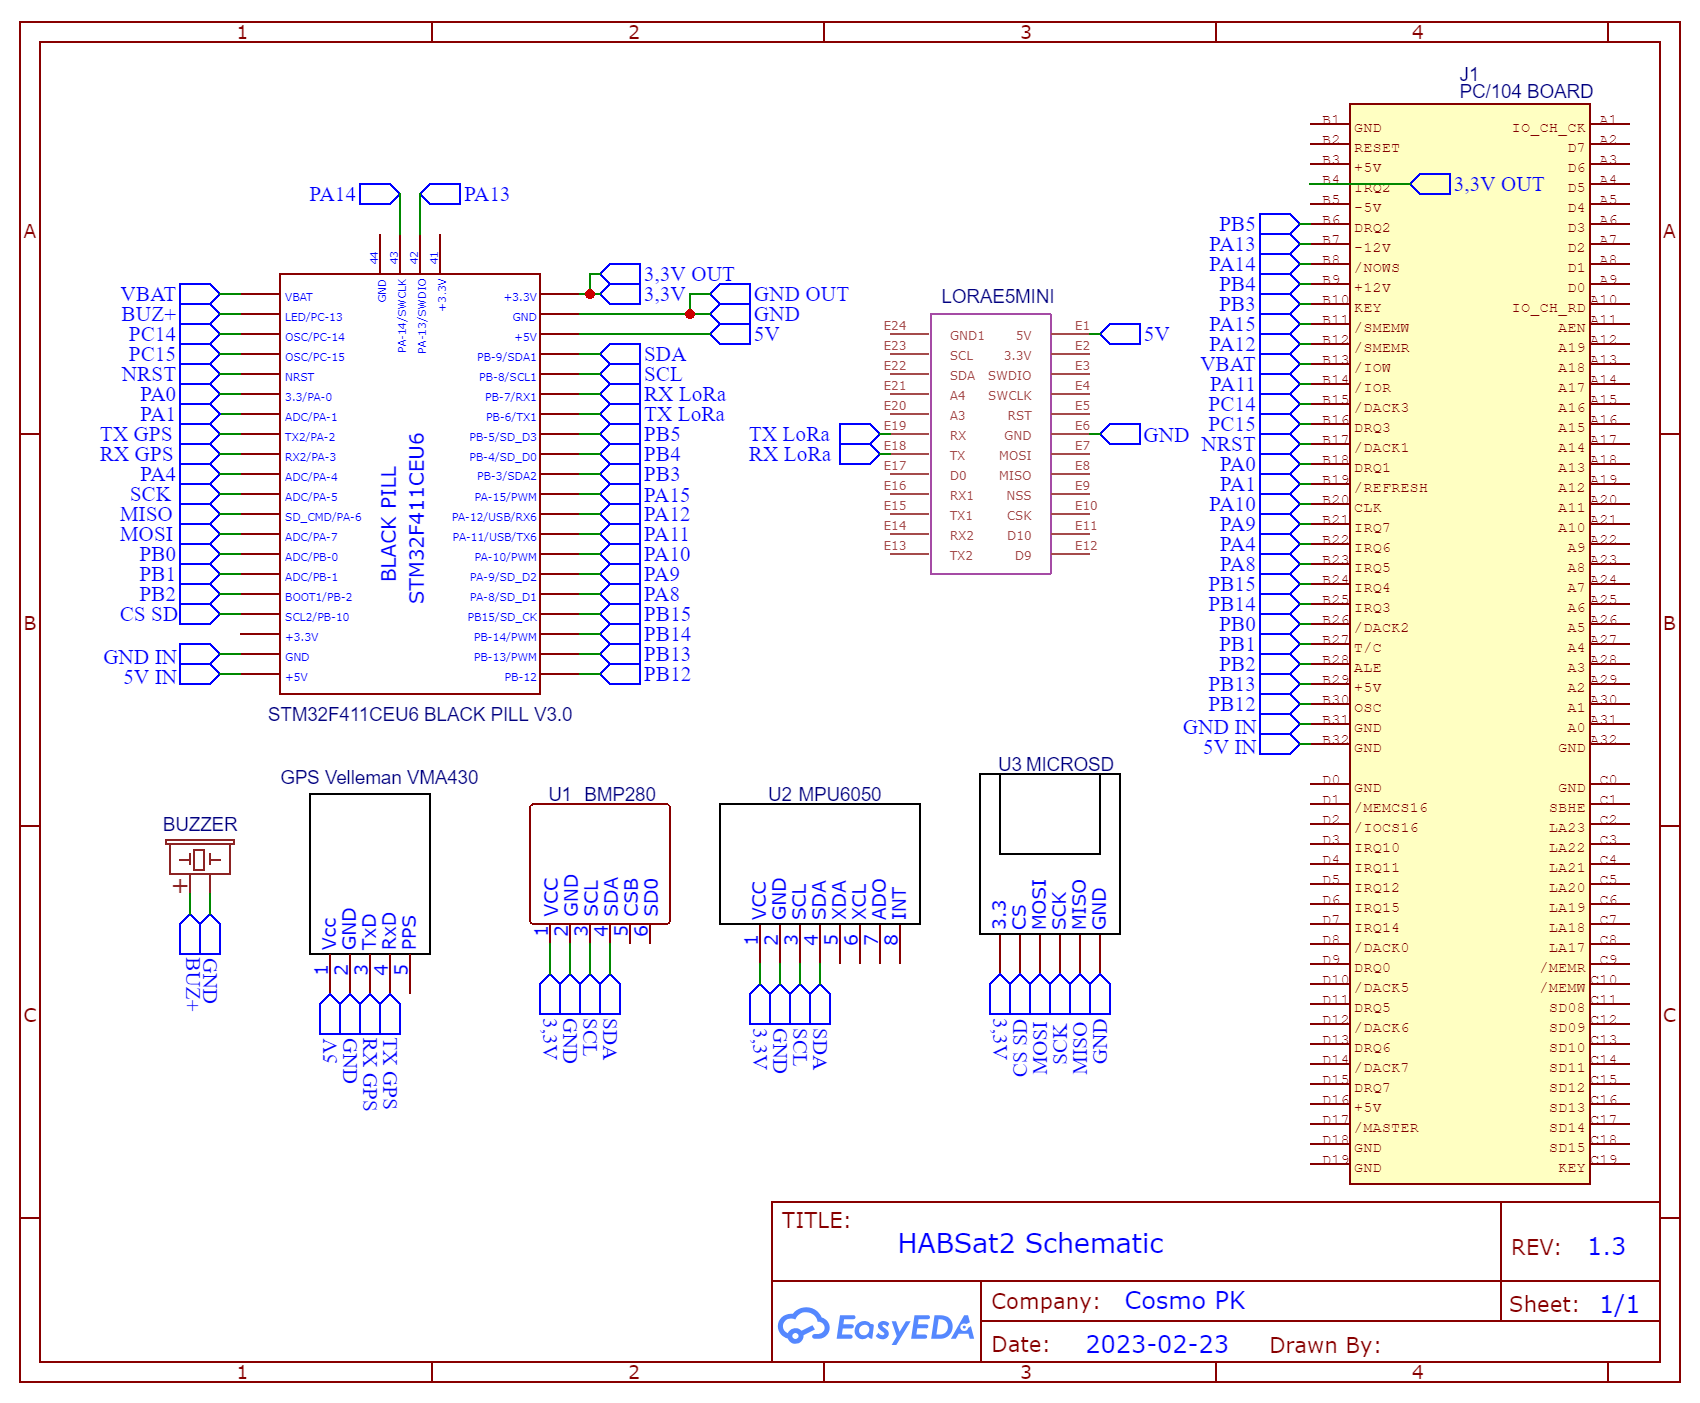 1 2 3 4
A
B
C
A
B
C
1 2 3 4
PA14
PA13
44
43
42
41
GND
PA-14/SWCLK
PA-13/SWDIO
+3.3V
VBAT
BUZ+
PC14
PC15
NRST
PA0
PA1
TX GPS
RX GPS
PA4
SCK
MISO
MOSI
PB0
PB1
PB2
CS SD
GND IN
5V IN
VBAT
LED/PC-13
OSC/PC-14
OSC/PC-15
NRST
3.3/PA-0
ADC/PA-1
TX2/PA-2
RX2/PA-3
ADC/PA-4
ADC/PA-5
SD_CMD/PA-6
ADC/PA-7
ADC/PB-0
ADC/PB-1
BOOT1/PB-2
SCL2/PB-10
+3.3V
GND
+5V
BLACK PILL
STM32F411CEU6
+3.3V
GND
+5V
PB-9/SDA1
PB-8/SCL1
PB-7/RX1
PB-6/TX1
PB-5/SD_D3
PB-4/SD_D0
PB-3/SDA2
PA-15/PWM
PA-12/USB/RX6
PA-11/USB/TX6
PA-10/PWM
PA-9/SD_D2
PA-8/SD_D1
PB15/SD_CK
PB-14/PWM
PB-13/PWM
PB-12
3,3V OUT
3,3V
GND OUT
GND
5V
SDA
SCL
RX LoRa
TX LoRa
PB5
PB4
PB3
PA15
PA12
PA11
PA10
PA9
PA8
PB15
PB14
PB13
PB12
STM32F411CEU6 BLACK PILL V3.0
LORAE5MINI
TX LoRa
RX LoRa
E24
E23
E22
E21
E20
E19
E18
E17
E16
E15
E14
E13
GND1 5V
SCL 3.3V
SDA SWDIO
A4 SWCLK
A3 RST
RX GND
TX MOSI
D0 MISO
RX1 NSS
TX1 CSK
RX2 D10
TX2 D9
E1
E2
E3
E4
E5
E6
E7
E8
E9
E10
E11
E12
5V
GND
J1
PC/104 BOARD
3,3V OUT
PB5
PA13
PA14
PB4
PB3
PA15
PA12
VBAT
PA11
PC14
PC15
NRST
PA0
PA1
PA10
PA9
PA4
PA8
PB15
PB14
PB0
PB1
PB2
PB13
PB12
GND IN
5V IN
B1 GND IO_CH_CK A1
B2 RESET D7 A2
B3 +5V D6 A3
B4 IRQ2 D5 A4
B5 -5V D4 A5
B6 DRQ2 D3 A6
B7 -12V D2 A7
B8 /NOWS D1 A8
B9 +12V D0 A9
B10 KEY IO_CH_RD A10
B11 /SMEMW AEN A11
B12 /SMEMR A19 A12
B13 /IOW A18 A13
B14 /IOR A17 A14
B15 /DACK3 A16 A15
B16 DRQ3 A15 A16
B17 /DACK1 A14 A17
B18 DRQ1 A13 A18
B19 /REFRESH A12 A19
B20 CLK A11 A20
B21 IRQ7 A10 A21
B22 IRQ6 A9 A22
B23 IRQ5 A8 A23
B24 IRQ4 A7 A24
B25 IRQ3 A6 A25
B26 /DACK2 A5 A26
B27 T/C A4 A27
B28 ALE A3 A28
B29 +5V A2 A29
B30 OSC A1 A30
B31 GND A0 A31
B32 GND GND A32
D0 GND GND C0
D1 /MEMCS16 SBHE C1
D2 /IOCS16 LA23 C2
D3 IRQ10 LA22 C3
D4 IRQ11 LA21 C4
D5 IRQ12 LA20 C5
D6 IRQ15 LA19 C6
D7 IRQ14 LA18 C7
D8 /DACK0 LA17 C8
D9 DRQ0 /MEMR C9
D10 /DACK5 /MEMW C10
D11 DRQ5 SD08 C11
D12 /DACK6 SD09 C12
D13 DRQ6 SD10 C13
D14 /DACK7 SD11 C14
D15 DRQ7 SD12 C15
D16 +5V SD13 C16
D17 /MASTER SD14 C17
D18 GND SD15 C18
D19 GND KEY C19
BUZZER
+
BUZ+
GND
GPS Velleman VMA430
Vcc
GND
TxD
RxD
PPS
1 2 3 4 5
5V
GND
RX GPS
TX GPS
U1 BMP280
VCC
GND
SCL
SDA
CSB
SD0
1 2 3 4 5 6
3,3V
GND
SCL
SDA
U2 MPU6050
VCC
GND
SCL
SDA
XDA
XCL
ADO
INT
1 2 3 4 5 6 7 8
3,3V
GND
SCL
SDA
U3 MICROSD
3.3
CS
MOSI
SCK
MISO
GND
3,3V
CS SD
MOSI
SCK
MISO
GND
TITLE:
HABSat2 Schematic
REV: 1.3
EasyEDA
Company: Cosmo PK
Sheet: 1/1
Date: 2023-02-23 Drawn By: